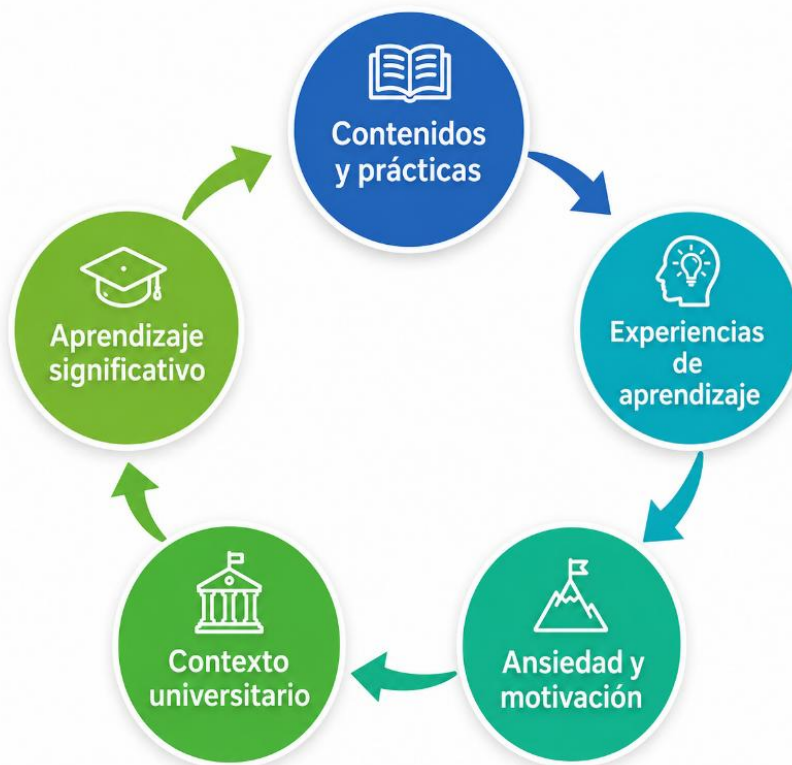 Contenidos
y prácticas
Experiencias
de
aprendizaje
Ansiedad y
motivación
Contexto
universitario
Aprendizaje
significativo